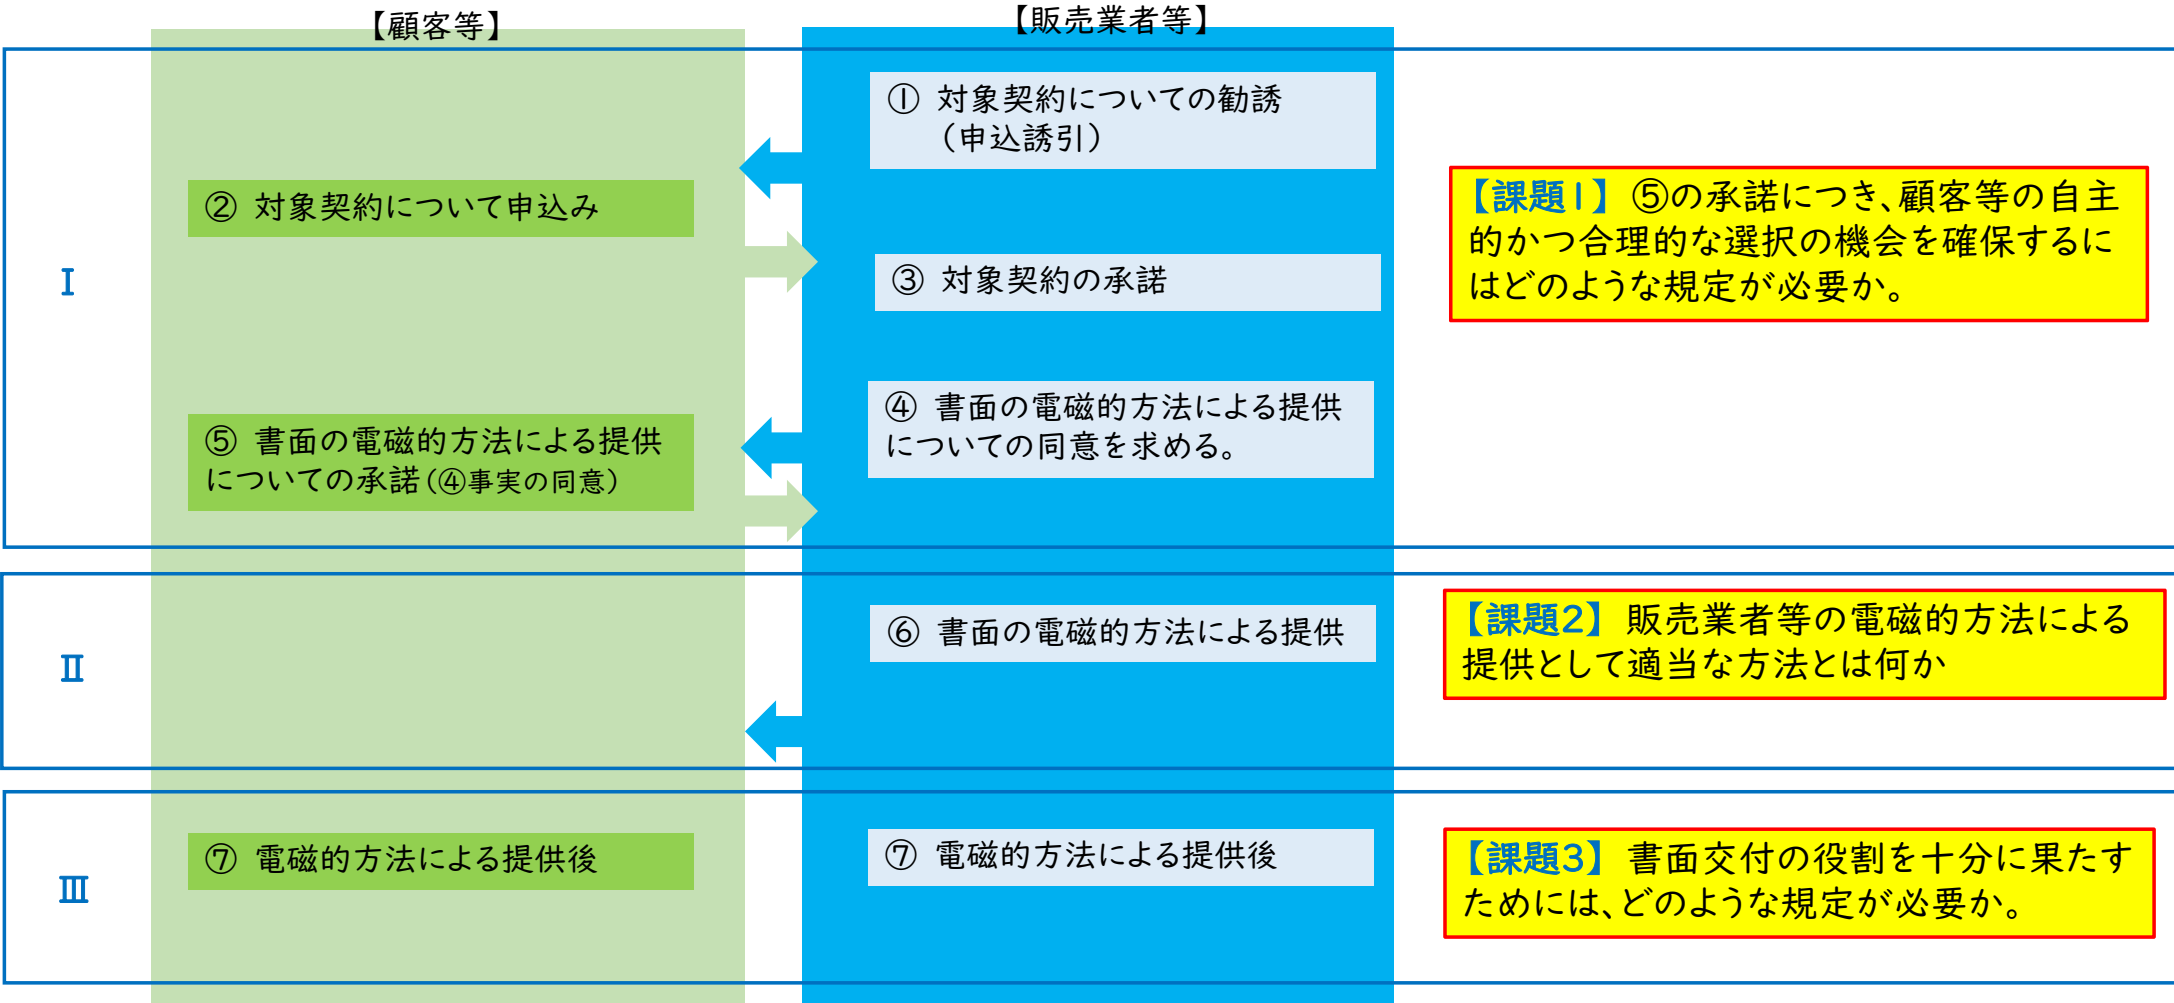 【顧客等】
【販売業者等】
Ⅰ
① 対象契約についての勧誘
（申込誘引）
② 対象契約について申込み
③ 対象契約の承諾
④ 書面の電磁的方法による提供
についての同意を求める。
⑤ 書面の電磁的方法による提供
についての承諾（④事実の同意）
【課題1】⑤の承諾につき、顧客等の自主
的かつ合理的な選択の機会を確保するに
はどのような規定が必要か。
Ⅱ
⑥ 書面の電磁的方法による提供
【課題2】販売業者等の電磁的方法による
提供として適当な方法とは何か
Ⅲ
⑦ 電磁的方法による提供後
⑦ 電磁的方法による提供後
【課題3】書面交付の役割を十分に果たす
ためには、どのような規定が必要か。